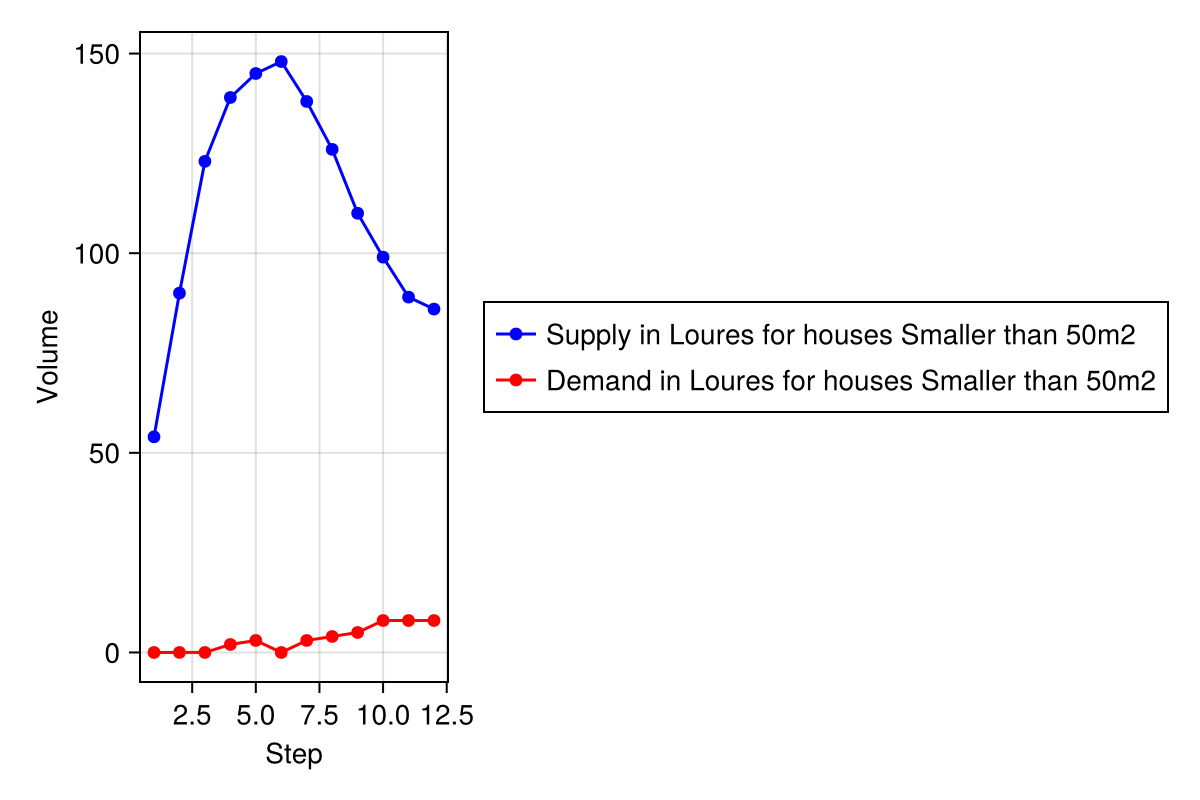 150
100
50
0
Volume
2.5 5.0 7.5 10.0 12.5
Step
Supply in Loures for houses Smaller than 50m2
Demand in Loures for houses Smaller than 50m2